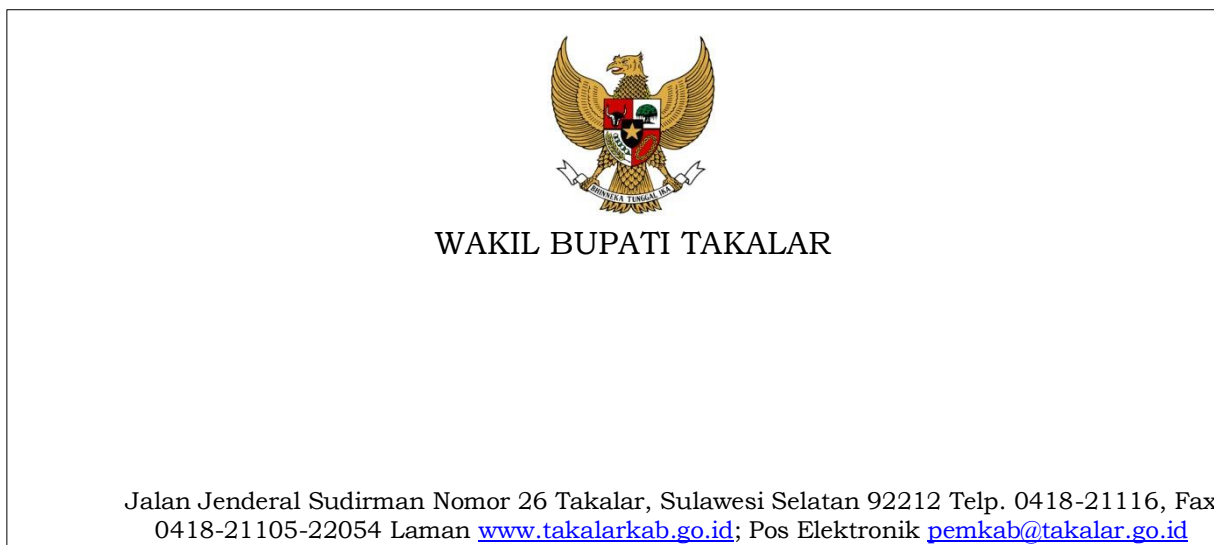 BHINNEKA TUNGGAL IKA
WAKIL BUPATI TAKALAR
Jalan Jenderal Sudirman Nomor 26 Takalar, Sulawesi Selatan 92212 Telp. 0418-21116, Fax
0418-21105-22054 Laman www.takalarkab.go.id; Pos Elektronik pemkab@takalar.go.id